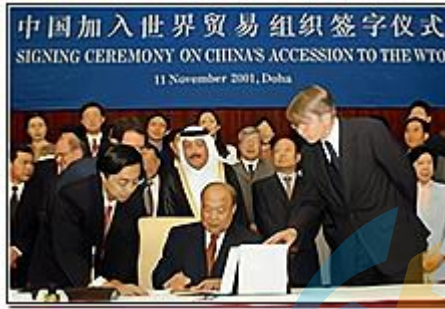 中国加入世界贸易组织签字仪式
SIGNING CEREMONY ON CHINA'S ACCESSION TO THE WTO
11 November 2001, Doha